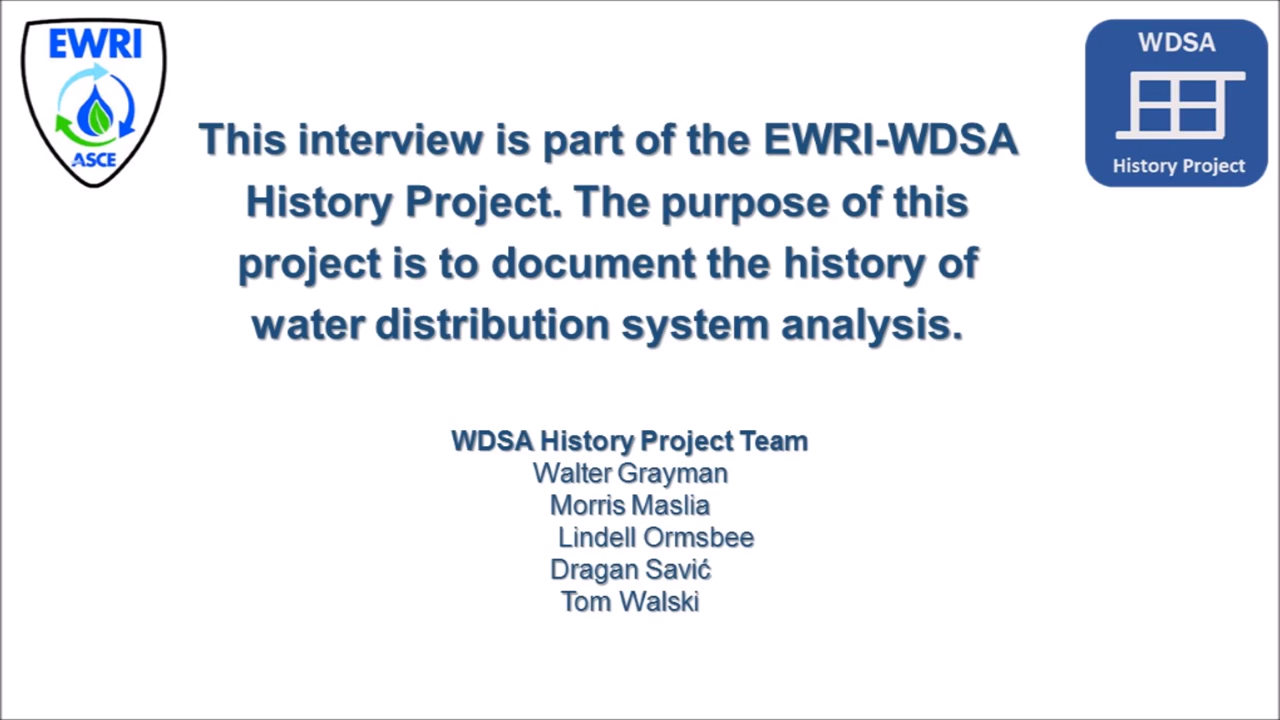 EWRI
ASCE
WDSA
History Project
This interview is part of the EWRI-WDSA
History Project. The purpose of this
project is to document the history of
water distribution system analysis.
WDSA History Project Team
Walter Grayman
Morris Maslia
Lindell Ormsbee
Dragan Savić
Tom Walski